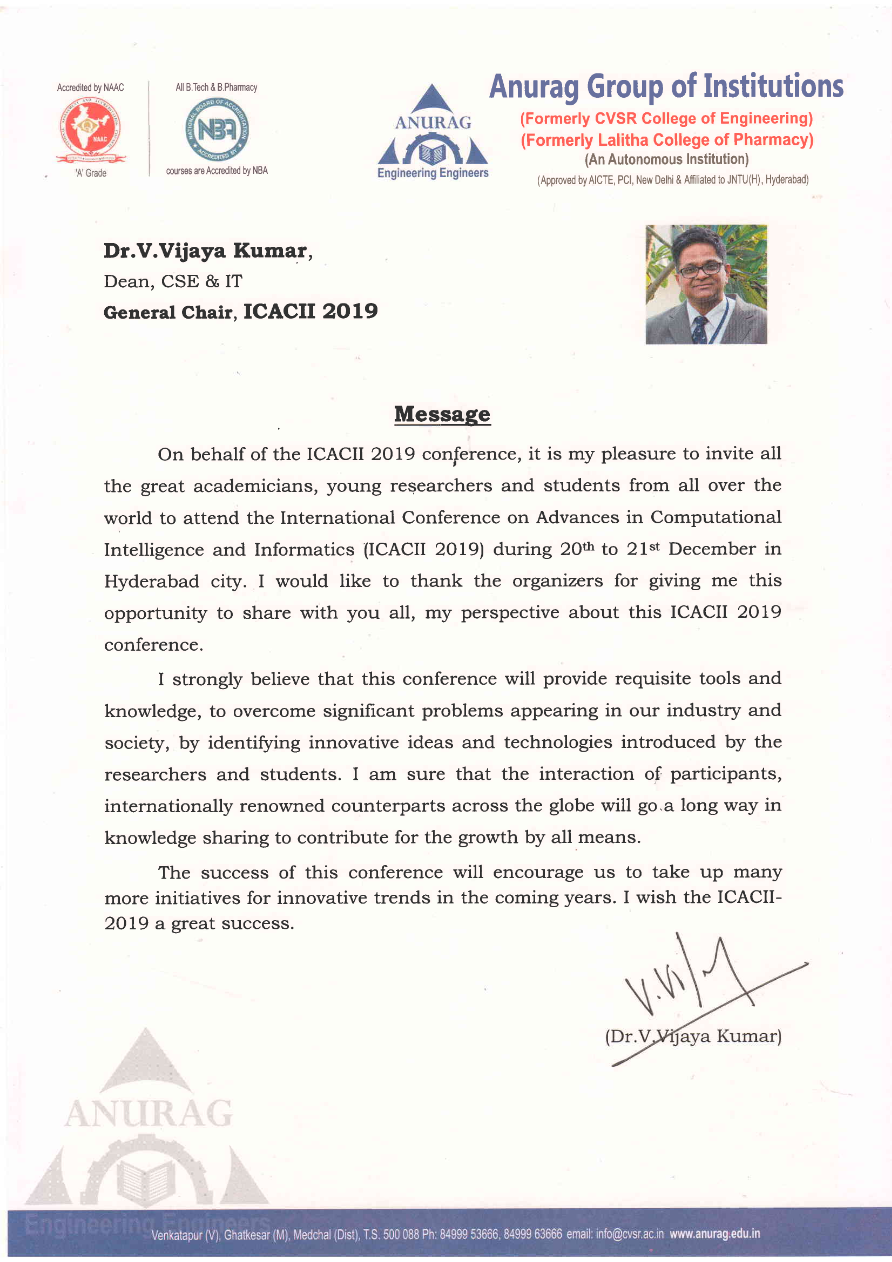 Accredited by NAAC
NAAC
'A' Grade
All B.Tech & B.Pharmacy
NATIONAL BOARD OF ACCREDITATION
NBA
ACCREDITED BY
courses are Accredited by NBA
ANURAG
Engineering Engineers
Anurag Group of Institutions
(Formerly CVSR College of Engineering)
(Formerly Lalitha College of Pharmacy)
(An Autonomous Institution)
(Approved by AICTE, PCI, New Delhi & Affiliated to JNTU(H), Hyderabad)
Dr.V.Vijaya Kumar,
Dean, CSE & IT
General Chair, ICACII 2019
Message
On behalf of the ICACII 2019 conference, it is my pleasure to invite all
the great academicians, young researchers and students from all over the
world to attend the International Conference on Advances in Computational
Intelligence and Informatics (ICACII 2019) during 20th to 21st December in
Hyderabad city. I would like to thank the organizers for giving me this
opportunity to share with you all, my perspective about this ICACII 2019
conference.
I strongly believe that this conference will provide requisite tools and
knowledge, to overcome significant problems appearing in our industry and
society, by identifying innovative ideas and technologies introduced by the
researchers and students. I am sure that the interaction of participants,
internationally renowned counterparts across the globe will go a long way in
knowledge sharing to contribute for the growth by all means.
The success of this conference will encourage us to take up many
more initiatives for innovative trends in the coming years. I wish the ICACII-
2019 a great success.
(Dr.V.Vijaya Kumar)
ANURAG
Engineering Engineers
Venkatapur (V), Ghatkesar (M), Medchal (Dist), T.S. 500 088 Ph: 84999 53666, 84999 63666 email: info@cvsr.ac.in www.anurag.edu.in